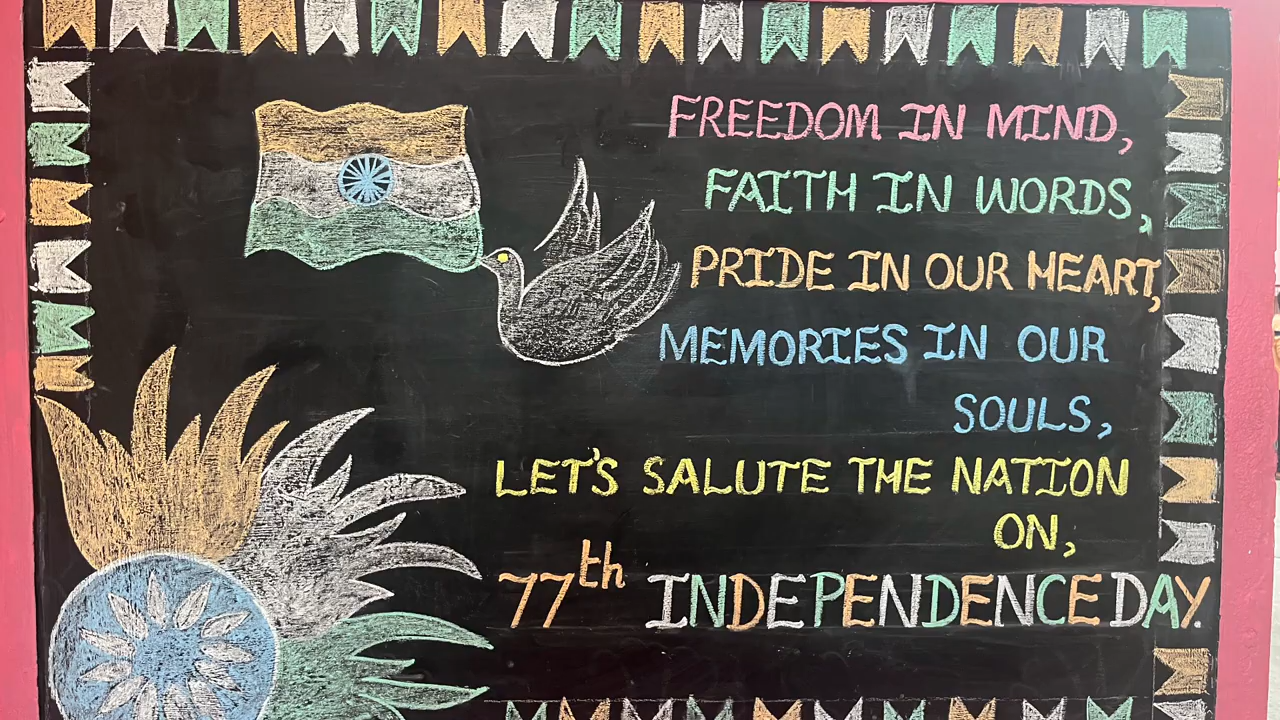 FREEDOM IN MIND,
FAITH IN WORDS,
PRIDE IN OUR HEART,
MEMORIES IN OUR
SOULS,
LET'S SALUTE THE NATION
ON,
77th INDEPENDENCE DAY.